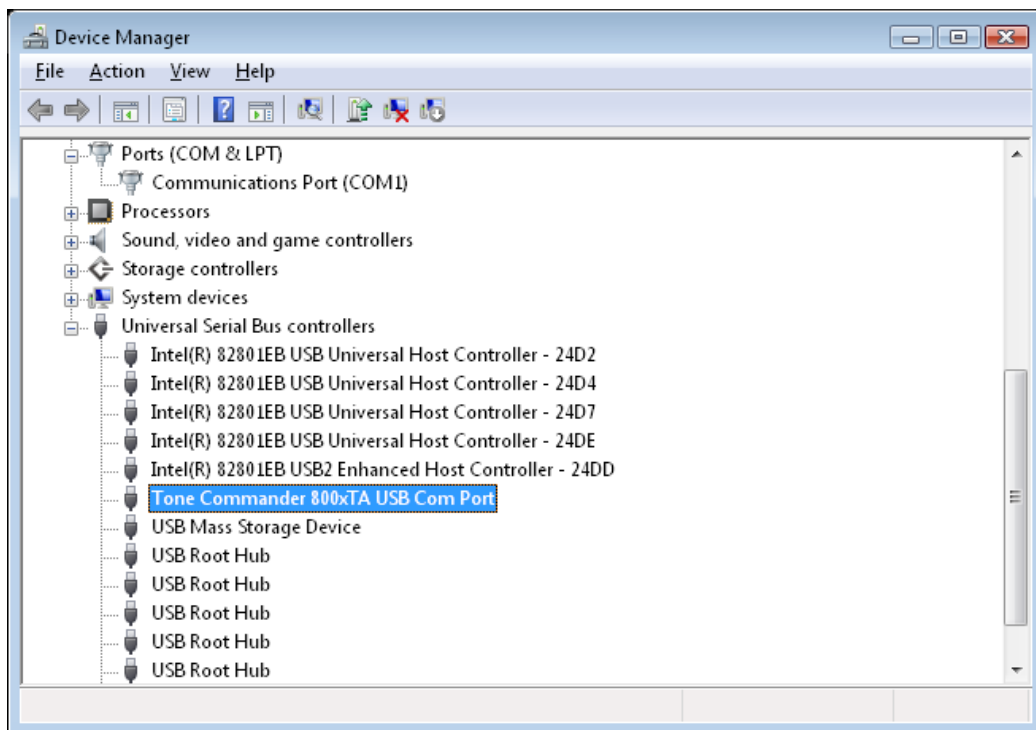 Device Manager
File Action View Help
Ports (COM & LPT)
Communications Port (COM1)
Processors
Sound, video and game controllers
Storage controllers
System devices
Universal Serial Bus controllers
Intel(R) 82801EB USB Universal Host Controller - 24D2
Intel(R) 82801EB USB Universal Host Controller - 24D4
Intel(R) 82801EB USB Universal Host Controller - 24D7
Intel(R) 82801EB USB Universal Host Controller - 24DE
Intel(R) 82801EB USB2 Enhanced Host Controller - 24DD
Tone Commander 800xTA USB Com Port
USB Mass Storage Device
USB Root Hub
USB Root Hub
USB Root Hub
USB Root Hub
USB Root Hub